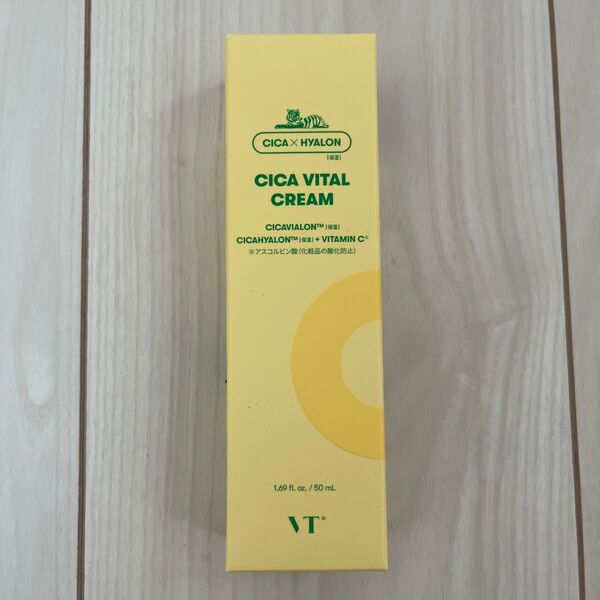 CICA×HYALON
[保湿]
CICA VITAL
CREAM
CICAVIALON™ [保湿]
CICAHYALON™ [保湿] + VITAMIN C※
※アスコルビン酸(化粧品の酸化防止)
1.69 fl. oz. / 50 mL
VT°